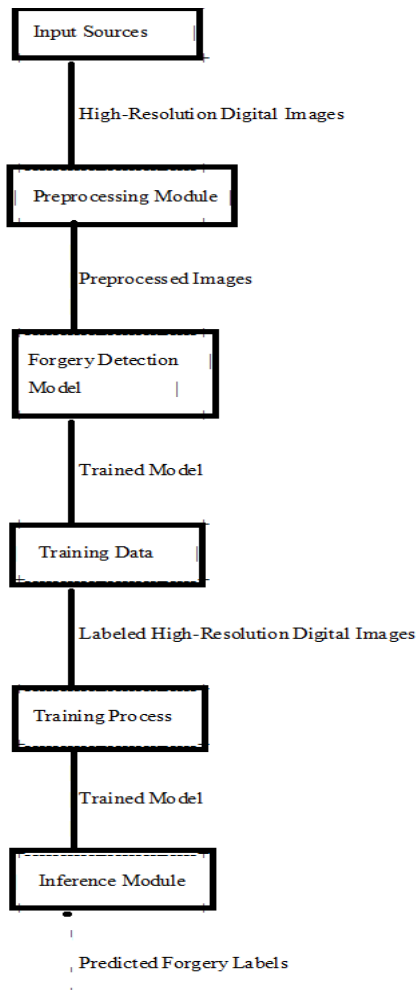 Input Sources
High-Resolution Digital Images
Preprocessing Module
Preprocessed Images
Forgery Detection
Model
Trained Model
Training Data
Labeled High-Resolution Digital Images
Training Process
Trained Model
Inference Module
Predicted Forgery Labels